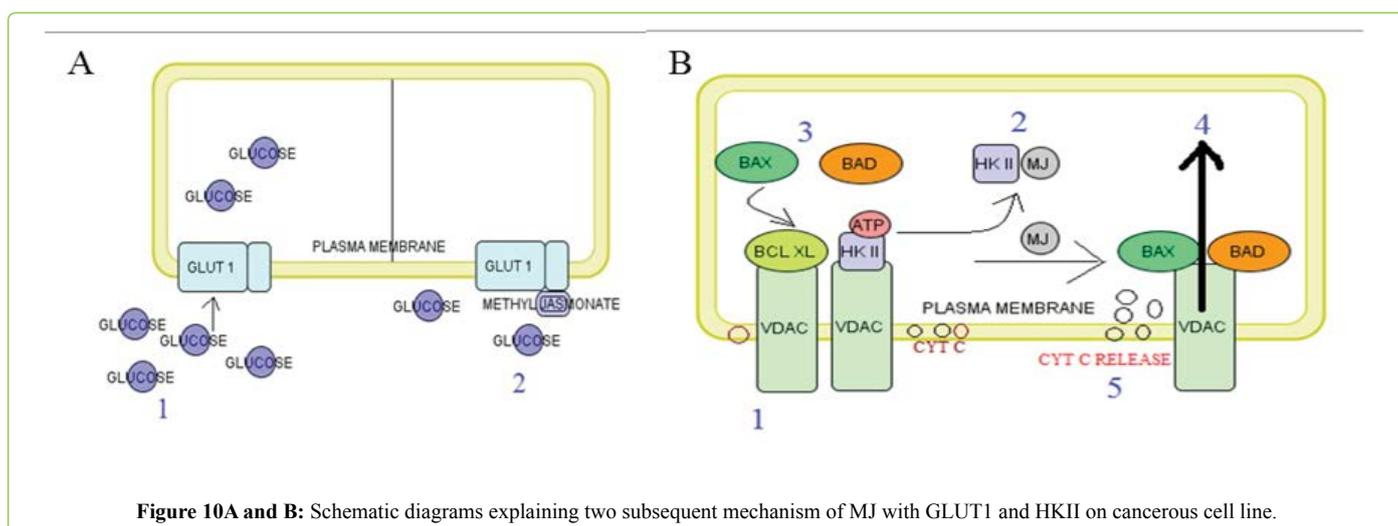 A
GLUCOSE
GLUCOSE
PLASMA MEMBRANE
GLUT 1
GLUT 1
GLUCOSE
METHYL JASMONATE
GLUCOSE
GLUCOSE
GLUCOSE
GLUCOSE
GLUCOSE
1
2
B
3
2
4
BAX
BAD
HK II
MJ
ATP
BCL XL
HK II
MJ
BAX
BAD
PLASMA MEMBRANE
VDAC
VDAC
VDAC
CYT C
CYT C RELEASE
1
5
Figure 10A and B: Schematic diagrams explaining two subsequent mechanism of MJ with GLUT1 and HKII on cancerous cell line.